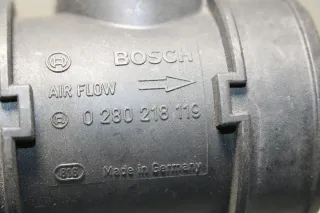 BOSCH
AIR FLOW
0 280 218 119
Made in Germany